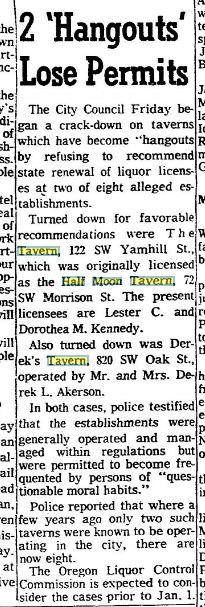 2 'Hangouts'
Lose Permits
The City Council Friday be-
gan a crack-down on taverns
which have become "hangouts
by refusing to recommend
state renewal of liquor licens-
es at two of eight alleged es-
tablishments.
Turned down for favorable
recommendations were The
Tavern, 122 SW Yamhill St.,
which was originally licensed
as the Half Moon Tavern, 72
SW Morrison St. The present
licensees are Lester C. and
Dorothea M. Kennedy.
Also turned down was Der-
ek's Tavern, 820 SW Oak St.,
operated by Mr. and Mrs. De-
rek L. Akerson.
In both cases, police testified
that the establishments were
generally operated and man-
aged within regulations but
were permitted to become fre-
quented by persons of "ques-
tionable moral habits."
Police reported that where a
few years ago only two such
taverns were known to be oper-
ating in the city, there are
now eight.
The Oregon Liquor Control
Commission is expected to con-
sider the cases prior to Jan. 1.